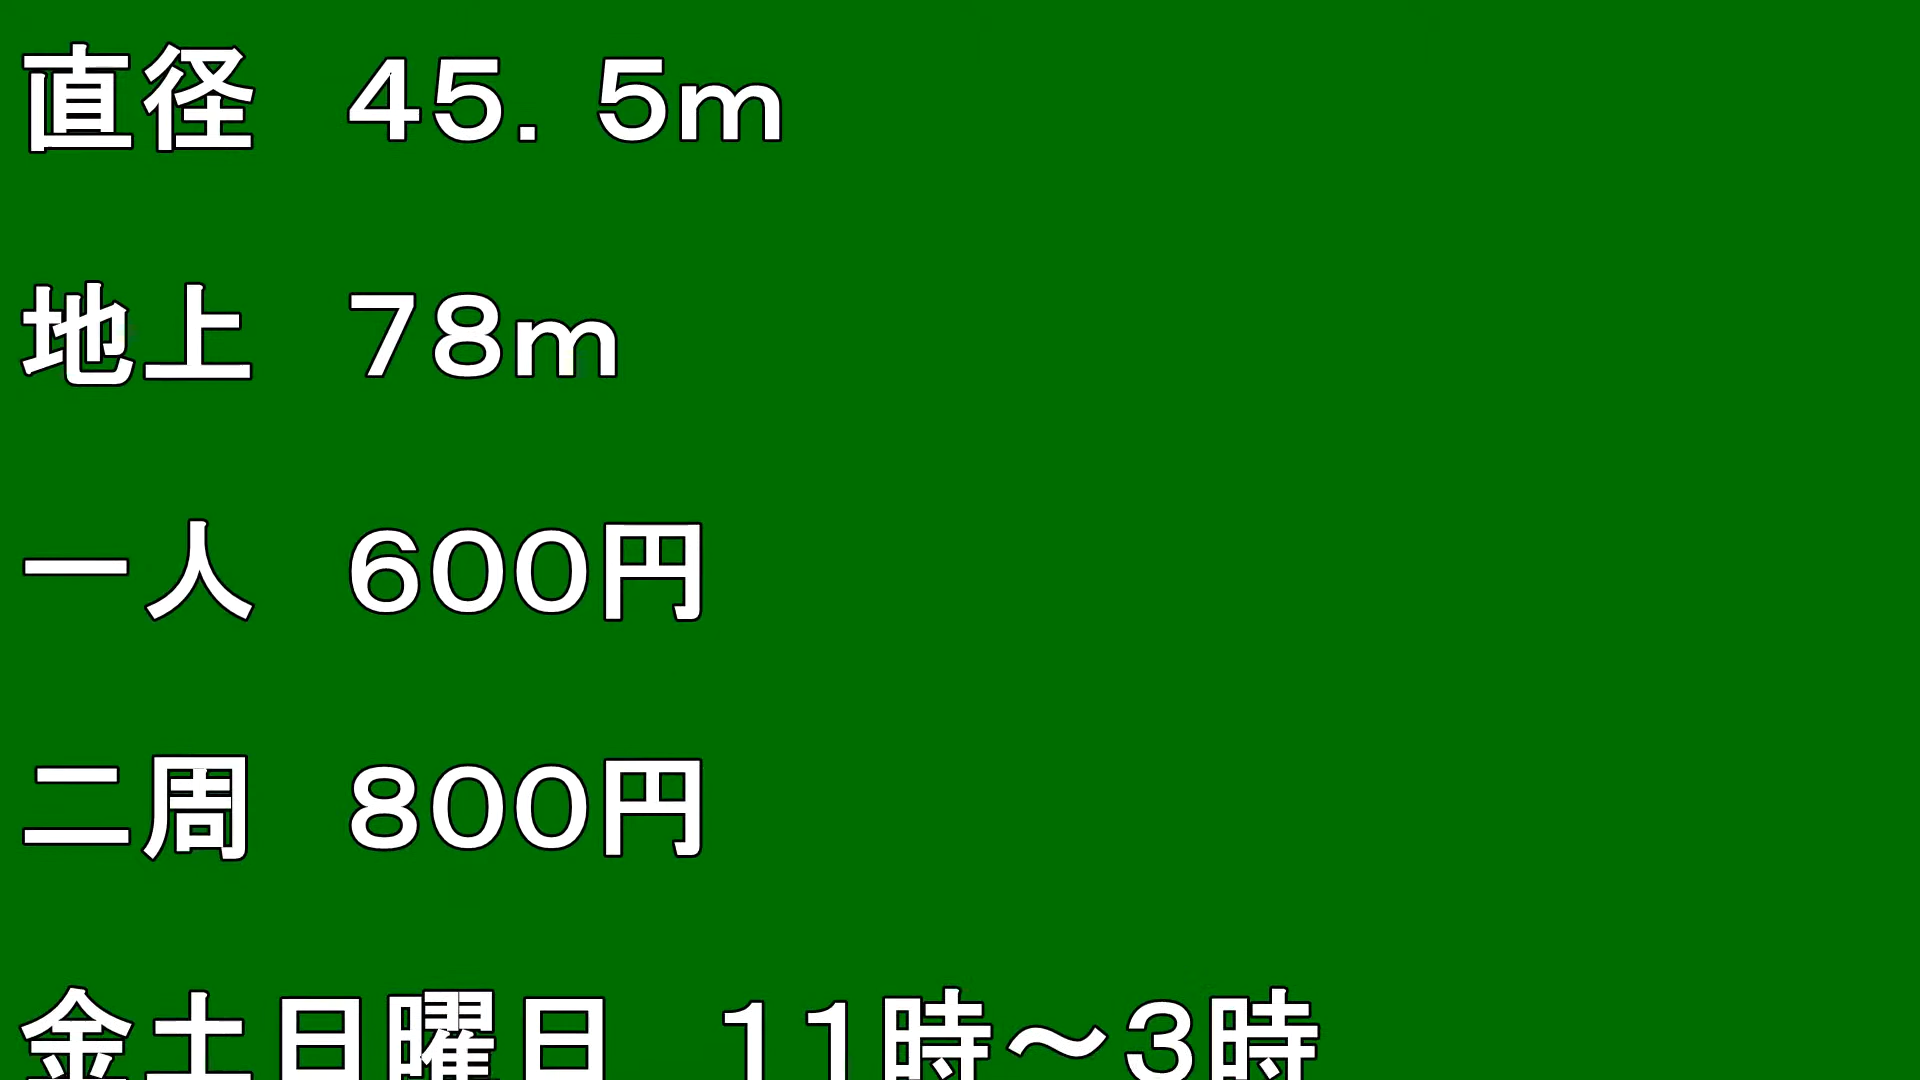 直径　４５．５ｍ
地上　７８ｍ
一人　６００円
二周　８００円
金土日曜日　１１時～３時